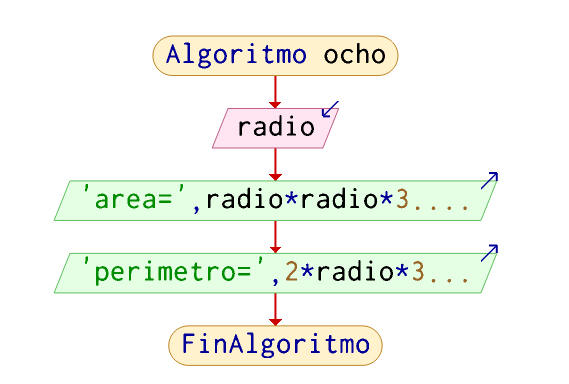 Algoritmo ocho
radio
'area=',radio*radio*3....
'perimetro=',2*radio*3...
FinAlgoritmo